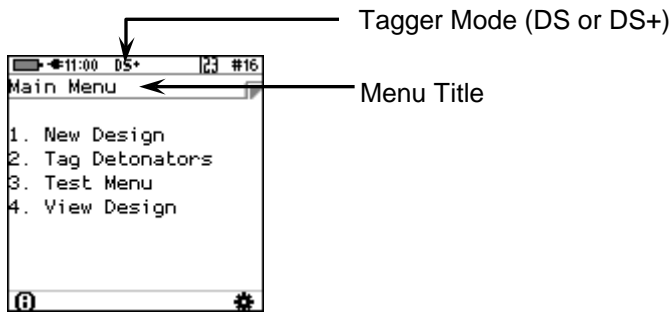 Tagger Mode (DS or DS+)
11:00 DS+ 123 #16
Main Menu
Menu Title
1. New Design
2. Tag Detonators
3. Test Menu
4. View Design